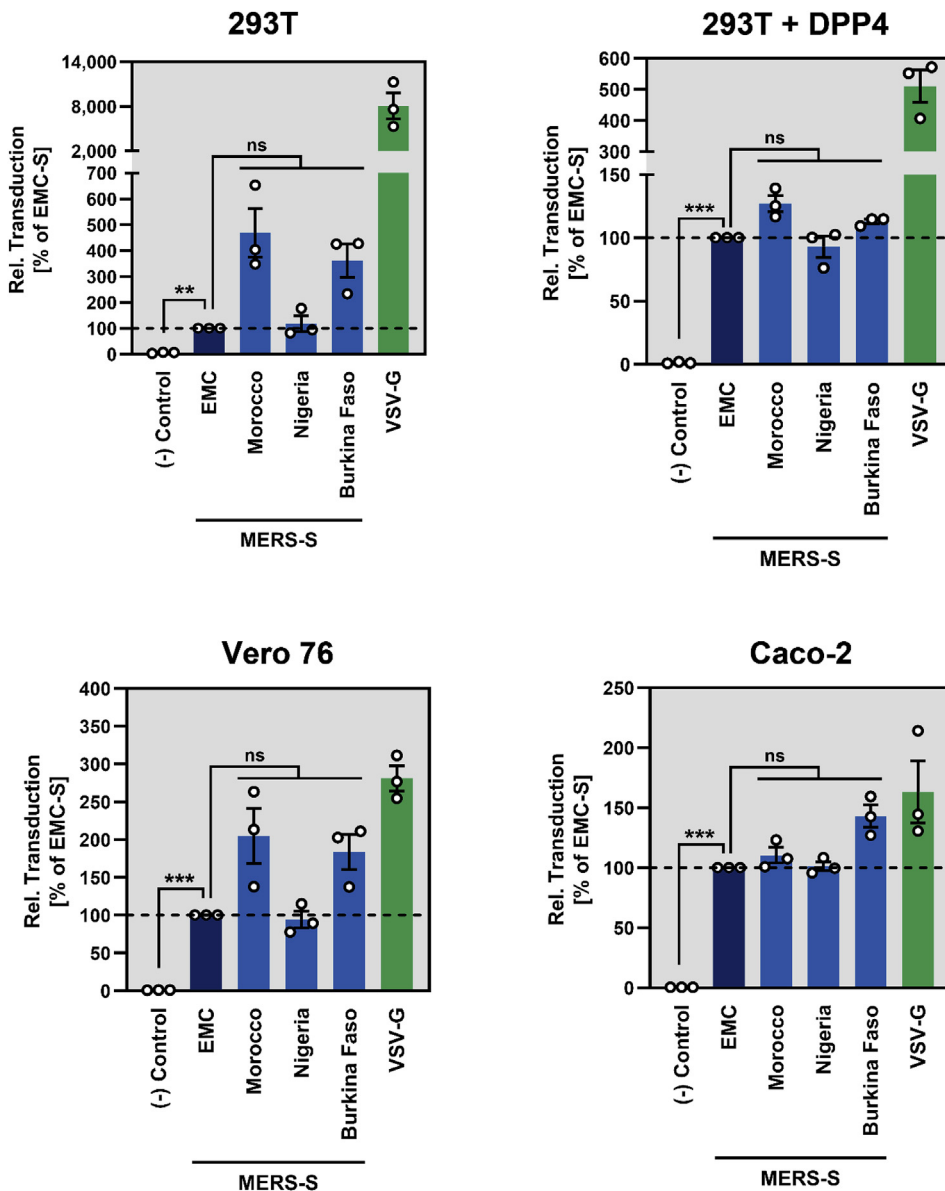 293T
Rel. Transduction
[% of EMC-S]
14,000
8,000
2,000
700
600
500
400
300
200
100
0
ns
**
(-) Control
EMC
Morocco
Nigeria
Burkina Faso
VSV-G
MERS-S
293T + DPP4
Rel. Transduction
[% of EMC-S]
600
500
400
300
150
100
50
0
ns
***
(-) Control
EMC
Morocco
Nigeria
Burkina Faso
VSV-G
MERS-S
Vero 76
Rel. Transduction
[% of EMC-S]
400
350
300
250
200
150
100
50
0
ns
***
(-) Control
EMC
Morocco
Nigeria
Burkina Faso
VSV-G
MERS-S
Caco-2
Rel. Transduction
[% of EMC-S]
250
200
150
100
50
0
ns
***
(-) Control
EMC
Morocco
Nigeria
Burkina Faso
VSV-G
MERS-S